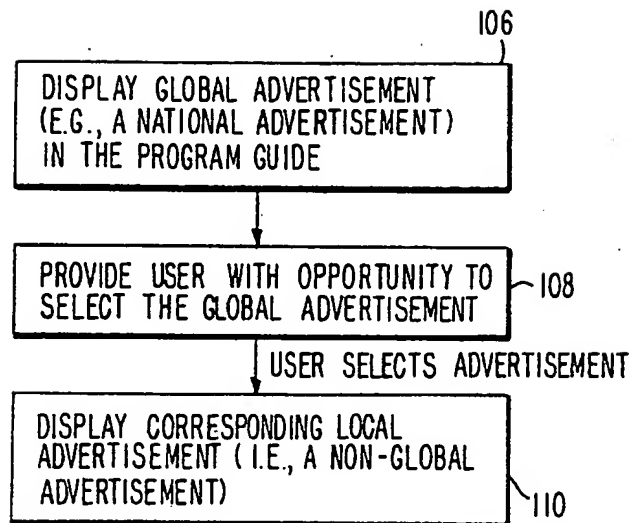 106
DISPLAY GLOBAL ADVERTISEMENT
(E.G., A NATIONAL ADVERTISEMENT)
IN THE PROGRAM GUIDE
PROVIDE USER WITH OPPORTUNITY TO
SELECT THE GLOBAL ADVERTISEMENT
108
USER SELECTS ADVERTISEMENT
DISPLAY CORRESPONDING LOCAL
ADVERTISEMENT ( I.E., A NON-GLOBAL
ADVERTISEMENT)
110